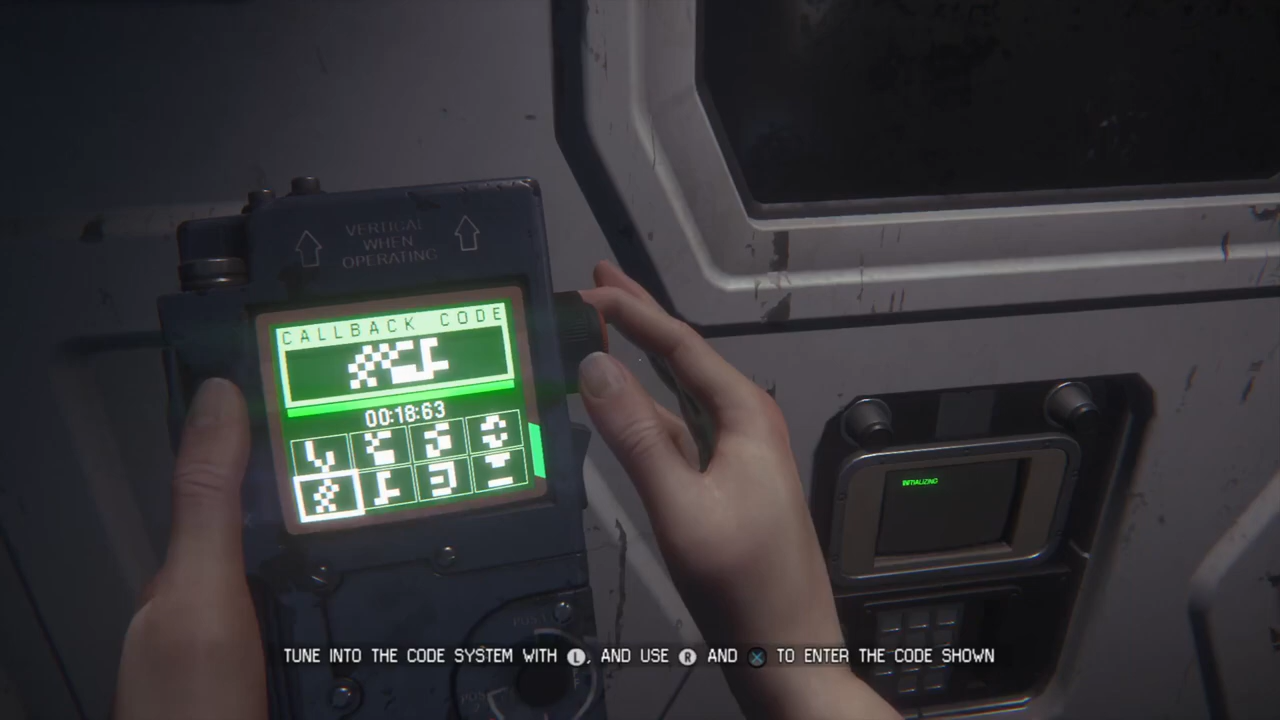 VERTICAL
WHEN
OPERATING
CALLBACK CODE
00:18:63
INITIALIZING
TUNE INTO THE CODE SYSTEM WITH L, AND USE R AND X TO ENTER THE CODE SHOWN